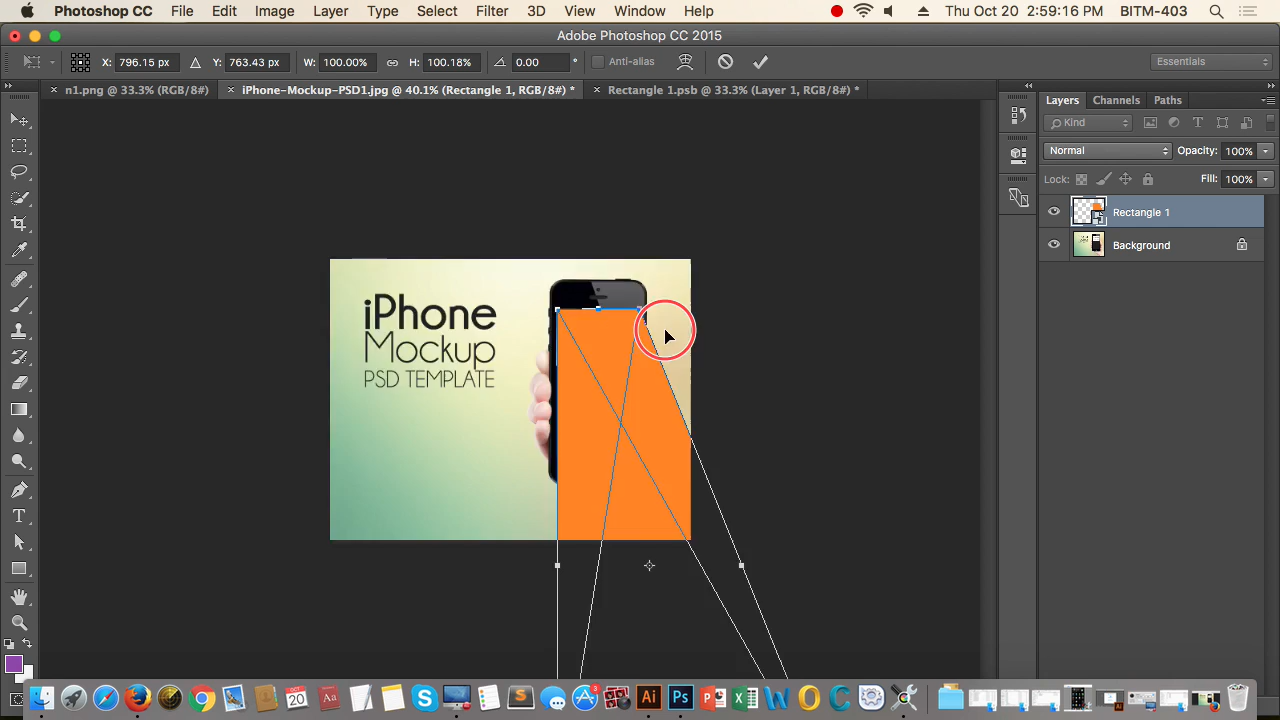 Photoshop CC File Edit Image Layer Type Select Filter 3D View Window Help Thu Oct 20 2:59:16 PM BITM-403
Adobe Photoshop CC 2015
X: 796.15 px Y: 763.43 px W: 100.00% H: 100.18% 0.00 ° Anti-alias Essentials
n1.png @ 33.3% (RGB/8#) iPhone-Mockup-PSD1.jpg @ 40.1% (Rectangle 1, RGB/8#) * Rectangle 1.psb @ 33.3% (Layer 1, RGB/8#) *
Layers Channels Paths
Kind
Normal Opacity: 100%
Lock: Fill: 100%
Rectangle 1
Background
iPhone
Mockup
PSD TEMPLATE